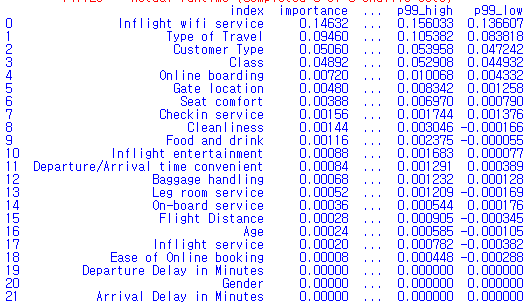 index importance ... p99_high p99_low
0 Inflight wifi service 0.14632 ... 0.156033 0.136607
1 Type of Travel 0.09460 ... 0.105382 0.083818
2 Customer Type 0.05060 ... 0.053958 0.047242
3 Class 0.04892 ... 0.052908 0.044932
4 Online boarding 0.00720 ... 0.010068 0.004332
5 Gate location 0.00480 ... 0.008342 0.001258
6 Seat comfort 0.00388 ... 0.006970 0.000790
7 Checkin service 0.00156 ... 0.001744 0.001376
8 Cleanliness 0.00144 ... 0.003046 -0.000166
9 Food and drink 0.00116 ... 0.002375 -0.000055
10 Inflight entertainment 0.00088 ... 0.001683 0.000077
11 Departure/Arrival time convenient 0.00084 ... 0.001291 0.000389
12 Baggage handling 0.00068 ... 0.001232 0.000128
13 Leg room service 0.00052 ... 0.001209 -0.000169
14 On-board service 0.00036 ... 0.000544 0.000176
15 Flight Distance 0.00028 ... 0.000905 -0.000345
16 Age 0.00024 ... 0.000585 -0.000105
17 Inflight service 0.00020 ... 0.000782 -0.000382
18 Ease of Online booking 0.00008 ... 0.000448 -0.000288
19 Departure Delay in Minutes 0.00000 ... 0.000000 0.000000
20 Gender 0.00000 ... 0.000000 0.000000
21 Arrival Delay in Minutes 0.00000 ... 0.000000 0.000000